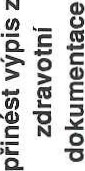 přinést výpis z
zdravotní
dokumentace